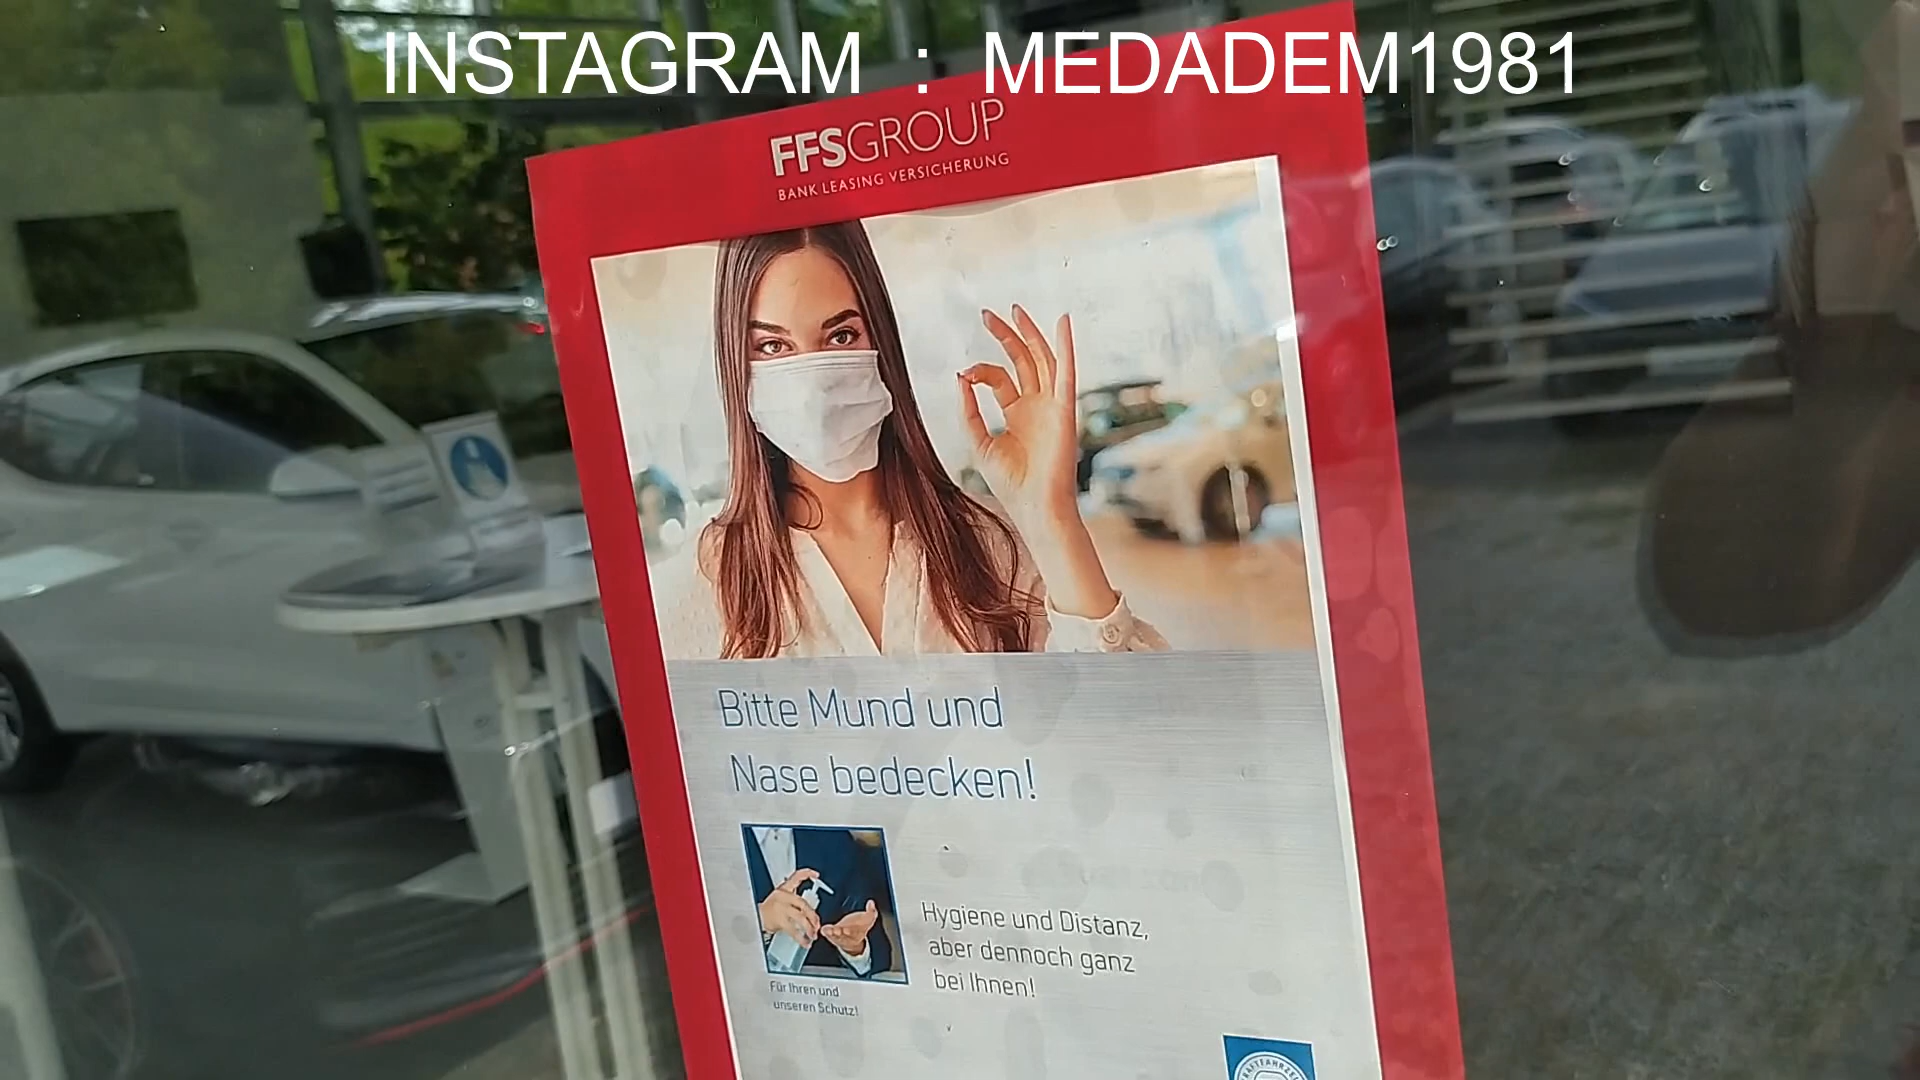 INSTAGRAM : MEDADEM1981
FFSGROUP
BANK LEASING VERSICHERUNG
Bitte Mund und
Nase bedecken!
Hygiene und Distanz,
aber dennoch ganz
bei Ihnen!
Für Ihren und
unseren Schutz!